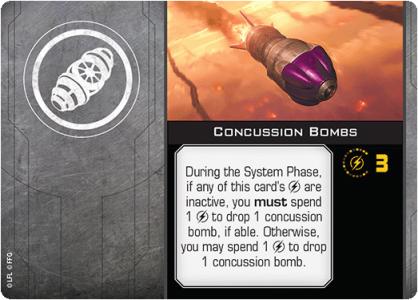 Concussion Bombs
3
During the System Phase,
if any of this card's are
inactive, you must spend
1 to drop 1 concussion
bomb, if able. Otherwise,
you may spend 1 to drop
1 concussion bomb.
© LFL © FFG